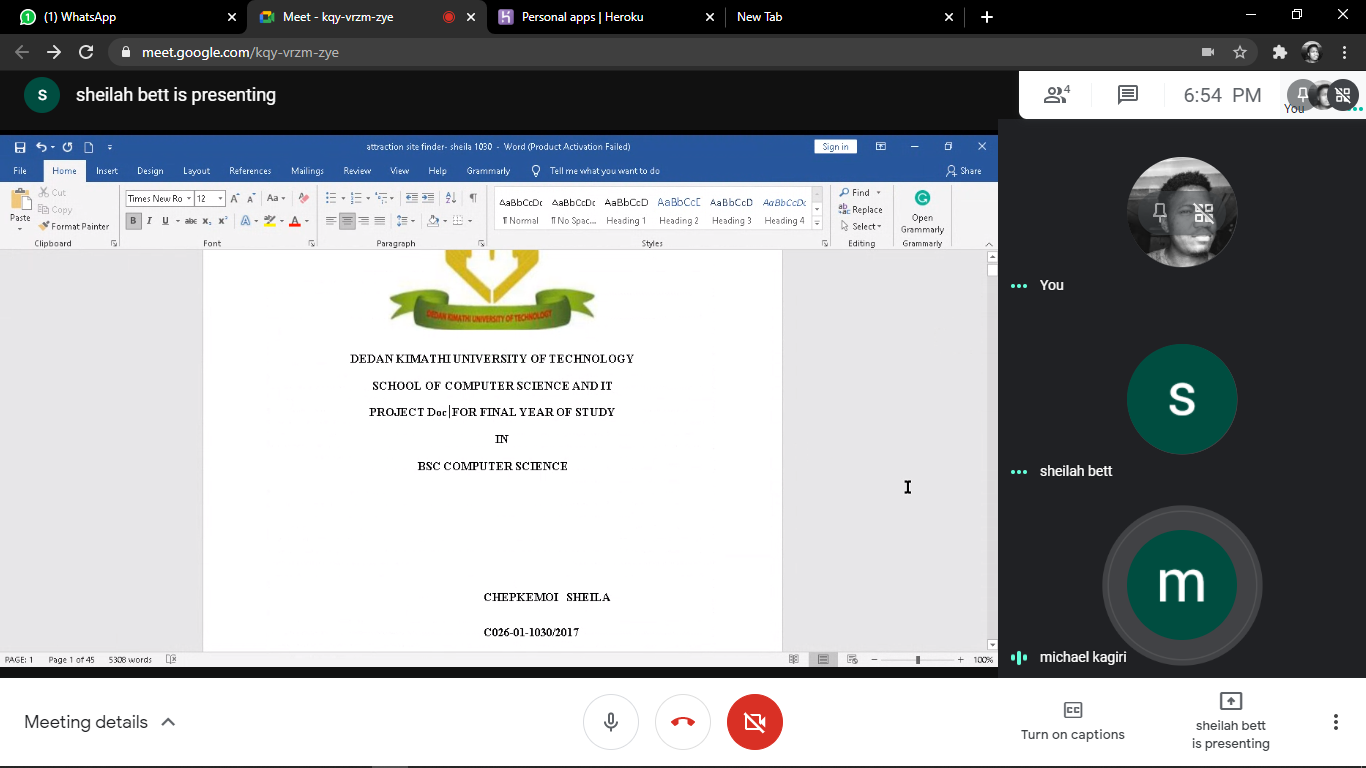 (1) WhatsApp
Meet - kqy-vrzm-zye
Personal apps | Heroku
New Tab
meet.google.com/kqy-vrzm-zye
s
sheilah bett is presenting
4
6:54 PM
You
attraction site finder- sheila 1030 - Word (Product Activation Failed)
Sign in
File Home Insert Design Layout References Mailings Review View Help Grammarly Tell me what you want to do Share
Paste
Cut
Copy
Format Painter
Clipboard
Times New Ro 12 Aa
B I U abc X₂ X² A A
Font
Paragraph
AaBbCcDc AaBbCcDc AaBbCcD AaBbCcE AaBbCcD AaBbCcDc
¶ Normal ¶ No Spac... Heading 1 Heading 2 Heading 3 Heading 4
Styles
Find
Replace
Select
Editing
Open
Grammarly
Grammarly
DEDAN KIMATHI UNIVERSITY OF TECHNOLOGY
DEDAN KIMATHI UNIVERSITY OF TECHNOLOGY
SCHOOL OF COMPUTER SCIENCE AND IT
PROJECT Doc FOR FINAL YEAR OF STUDY
IN
BSC COMPUTER SCIENCE
CHEPKEMOI SHEILA
C026-01-1030/2017
PAGE: 1 Page 1 of 45 5308 words
100%
You
s
sheilah bett
m
michael kagiri
Meeting details
Turn on captions
sheilah bett
is presenting